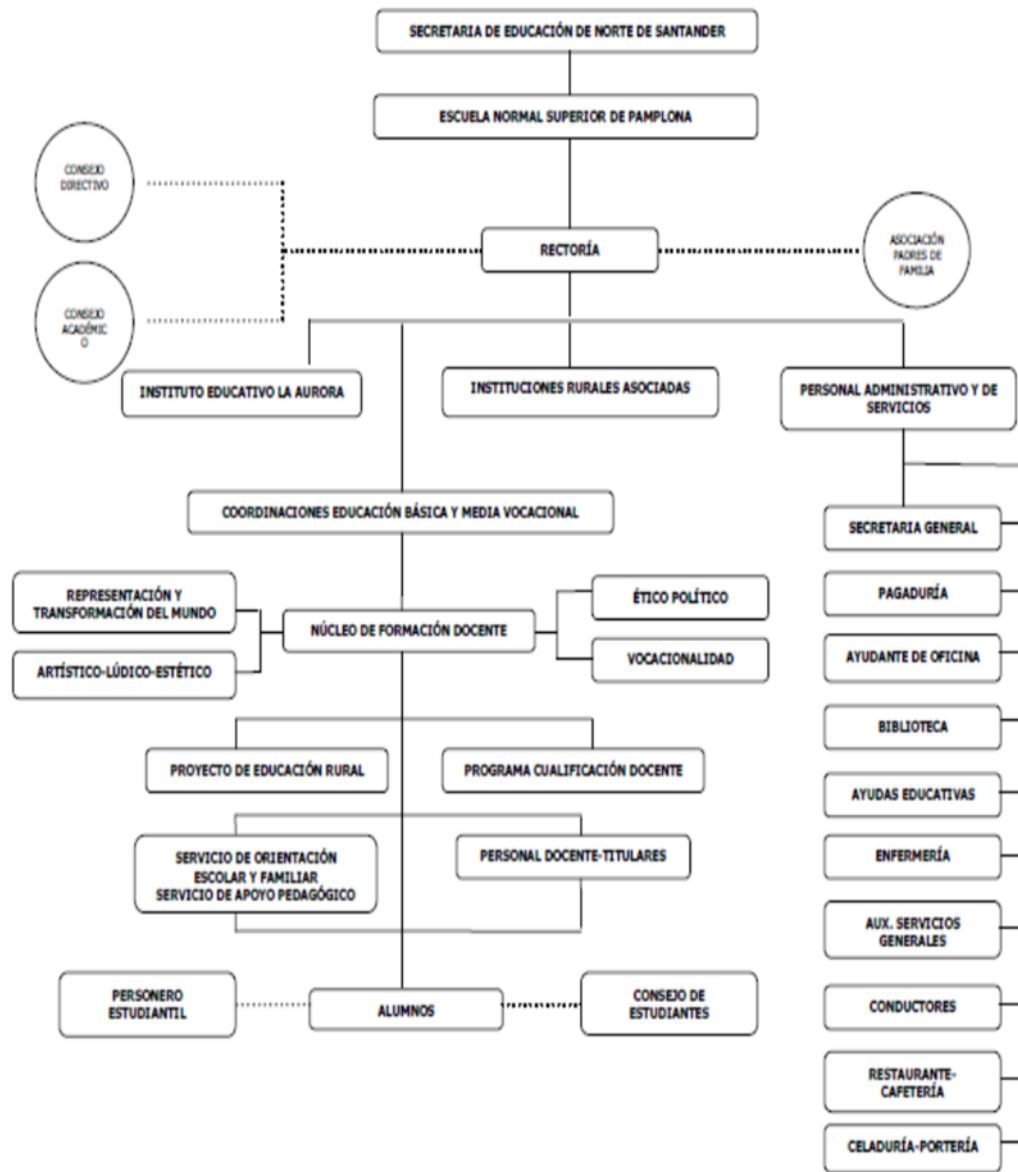 SECRETARIA DE EDUCACIÓN DE NORTE DE SANTANDER
ESCUELA NORMAL SUPERIOR DE PAMPLONA
CONSEJO
DIRECTIVO
RECTORÍA
ASOCIACIÓN
PADRES DE
FAMILIA
CONSEJO
ACADÉMIC
O
INSTITUTO EDUCATIVO LA AURORA
INSTITUCIONES RURALES ASOCIADAS
PERSONAL ADMINISTRATIVO Y DE
SERVICIOS
COORDINACIONES EDUCACIÓN BÁSICA Y MEDIA VOCACIONAL
REPRESENTACIÓN Y
TRANSFORMACIÓN DEL MUNDO
ARTÍSTICO-LÚDICO-ESTÉTICO
NÚCLEO DE FORMACIÓN DOCENTE
ÉTICO POLÍTICO
VOCACIONALIDAD
PROYECTO DE EDUCACIÓN RURAL
PROGRAMA CUALIFICACIÓN DOCENTE
SERVICIO DE ORIENTACIÓN
ESCOLAR Y FAMILIAR
SERVICIO DE APOYO PEDAGÓGICO
PERSONAL DOCENTE-TITULARES
PERSONERO
ESTUDIANTIL
ALUMNOS
CONSEJO DE
ESTUDIANTES
SECRETARIA GENERAL
PAGADURÍA
AYUDANTE DE OFICINA
BIBLIOTECA
AYUDAS EDUCATIVAS
ENFERMERÍA
AUX. SERVICIOS
GENERALES
CONDUCTORES
RESTAURANTE-
CAFETERÍA
CELADURÍA-PORTERÍA